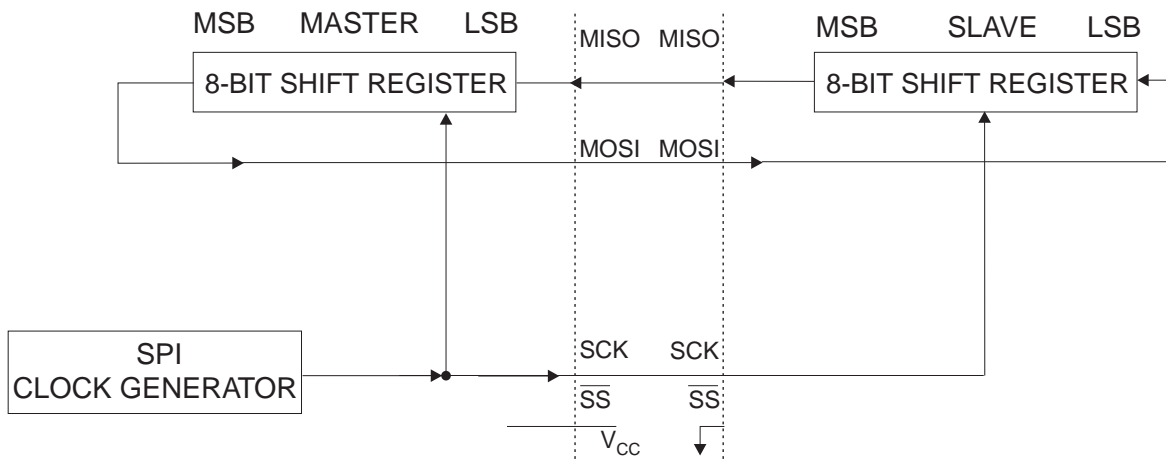 MSB MASTER LSB
MISO MISO
MSB SLAVE LSB
8-BIT SHIFT REGISTER
8-BIT SHIFT REGISTER
MOSI MOSI
SPI
CLOCK GENERATOR
SCK SCK
SS SS
VCC